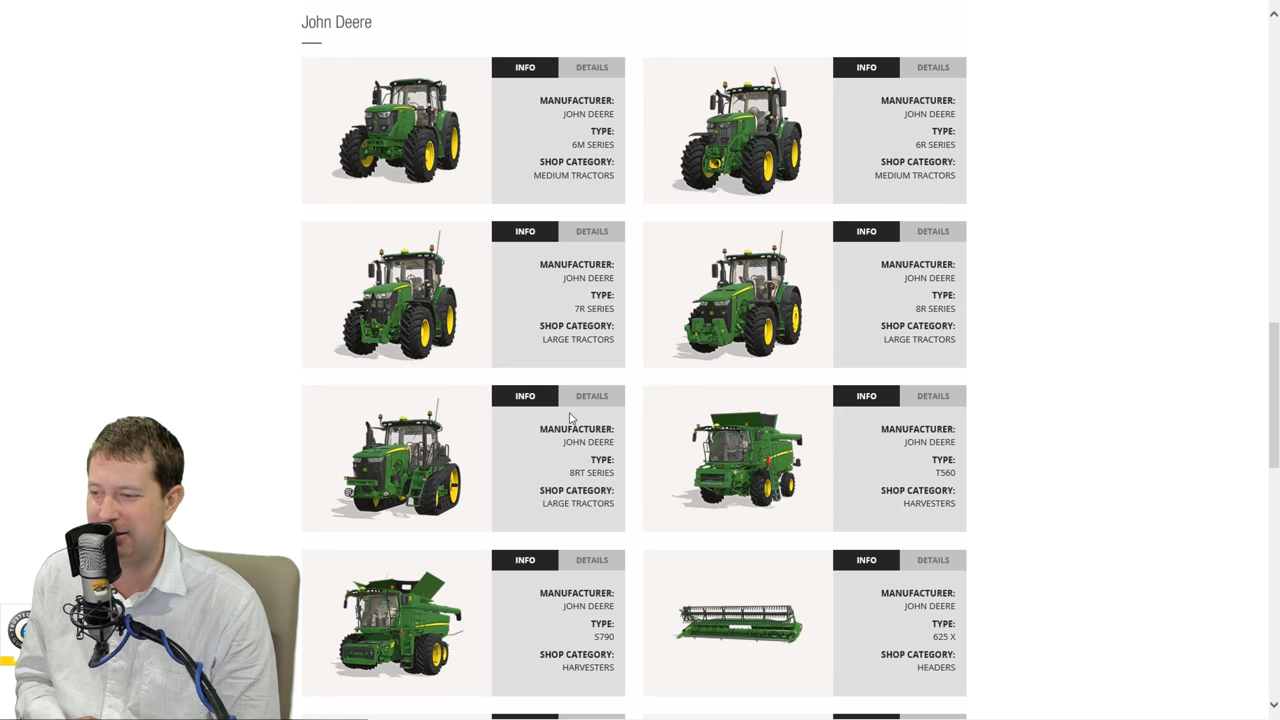 John Deere
INFO
DETAILS
MANUFACTURER:
JOHN DEERE
TYPE:
6M SERIES
SHOP CATEGORY:
MEDIUM TRACTORS
INFO
DETAILS
MANUFACTURER:
JOHN DEERE
TYPE:
6R SERIES
SHOP CATEGORY:
MEDIUM TRACTORS
INFO
DETAILS
MANUFACTURER:
JOHN DEERE
TYPE:
7R SERIES
SHOP CATEGORY:
LARGE TRACTORS
INFO
DETAILS
MANUFACTURER:
JOHN DEERE
TYPE:
8R SERIES
SHOP CATEGORY:
LARGE TRACTORS
INFO
DETAILS
MANUFACTURER:
JOHN DEERE
TYPE:
8RT SERIES
SHOP CATEGORY:
LARGE TRACTORS
INFO
DETAILS
MANUFACTURER:
JOHN DEERE
TYPE:
T560
SHOP CATEGORY:
HARVESTERS
INFO
DETAILS
MANUFACTURER:
JOHN DEERE
TYPE:
S790
SHOP CATEGORY:
HARVESTERS
INFO
DETAILS
MANUFACTURER:
JOHN DEERE
TYPE:
625 X
SHOP CATEGORY:
HEADERS
INFO
DETAILS
INFO
DETAILS